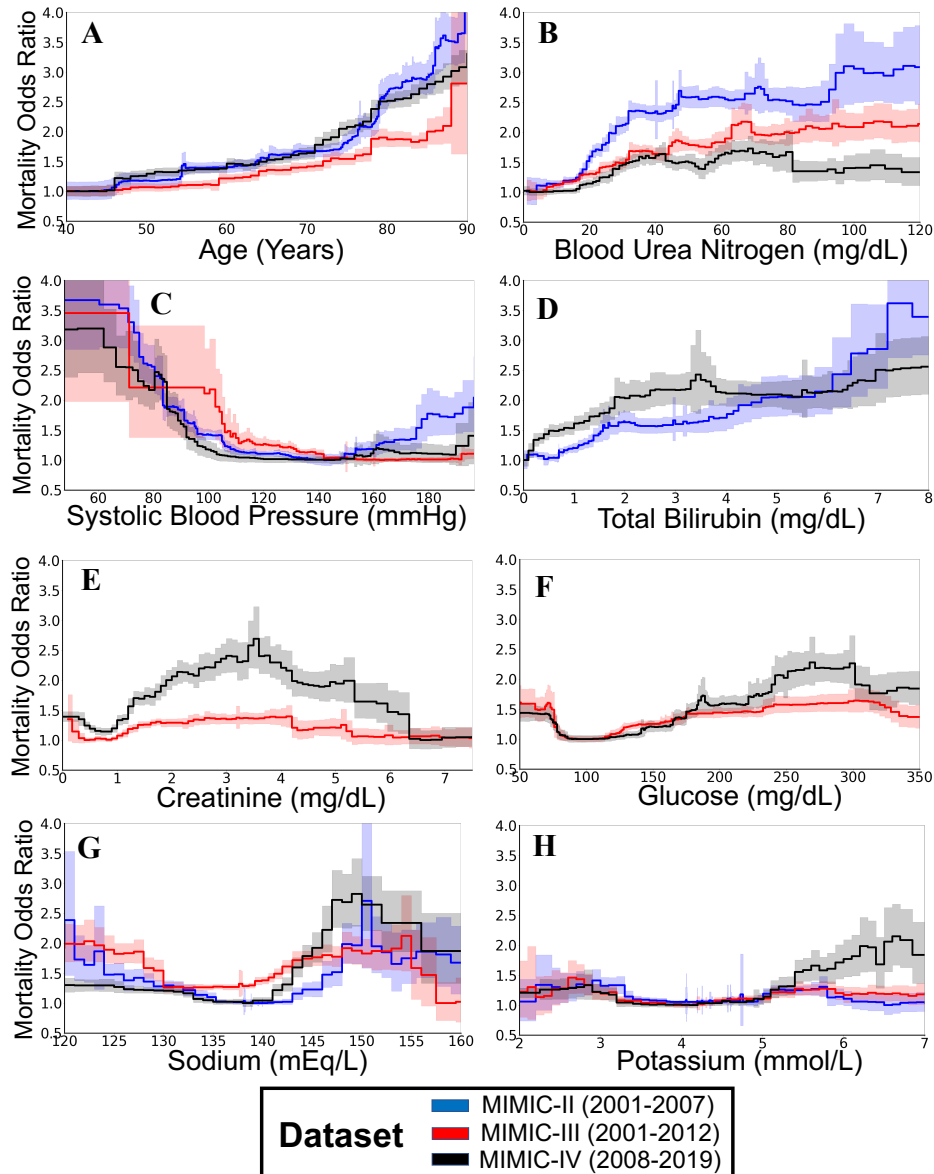 A
B
Mortality Odds Ratio
4.0
3.5
3.0
2.5
2.0
1.5
1.0
0.5
40 50 60 70 80 90
Age (Years)
4.0
3.5
3.0
2.5
2.0
1.5
1.0
0.5
0 20 40 60 80 100 120
Blood Urea Nitrogen (mg/dL)
C
D
Mortality Odds Ratio
4.0
3.5
3.0
2.5
2.0
1.5
1.0
0.5
60 80 100 120 140 160 180
Systolic Blood Pressure (mmHg)
4.0
3.5
3.0
2.5
2.0
1.5
1.0
0.5
0 1 2 3 4 5 6 7 8
Total Bilirubin (mg/dL)
E
F
Mortality Odds Ratio
4.0
3.5
3.0
2.5
2.0
1.5
1.0
0.5
0 1 2 3 4 5 6 7
Creatinine (mg/dL)
4.0
3.5
3.0
2.5
2.0
1.5
1.0
0.5
50 100 150 200 250 300 350
Glucose (mg/dL)
G
H
Mortality Odds Ratio
4.0
3.5
3.0
2.5
2.0
1.5
1.0
0.5
120 125 130 135 140 145 150 155 160
Sodium (mEq/L)
4.0
3.5
3.0
2.5
2.0
1.5
1.0
0.5
2 3 4 5 6 7
Potassium (mmol/L)
Dataset
MIMIC-II (2001-2007)
MIMIC-III (2001-2012)
MIMIC-IV (2008-2019)